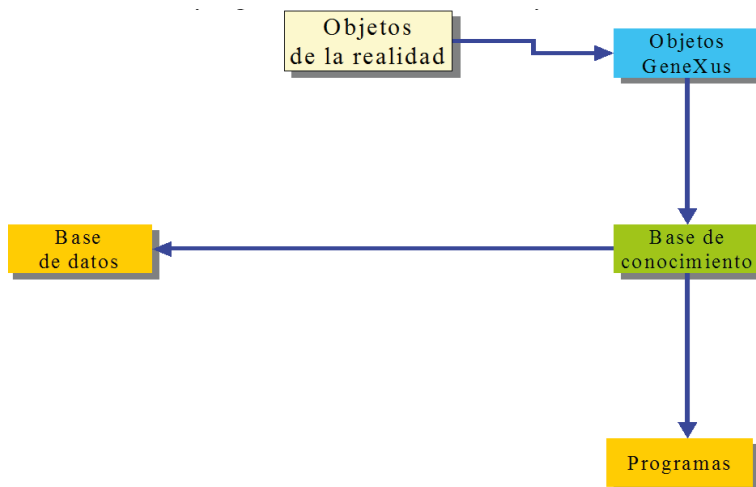 Objetos
de la realidad
Objetos
GeneXus
Base
de datos
Base de
conocimiento
Programas